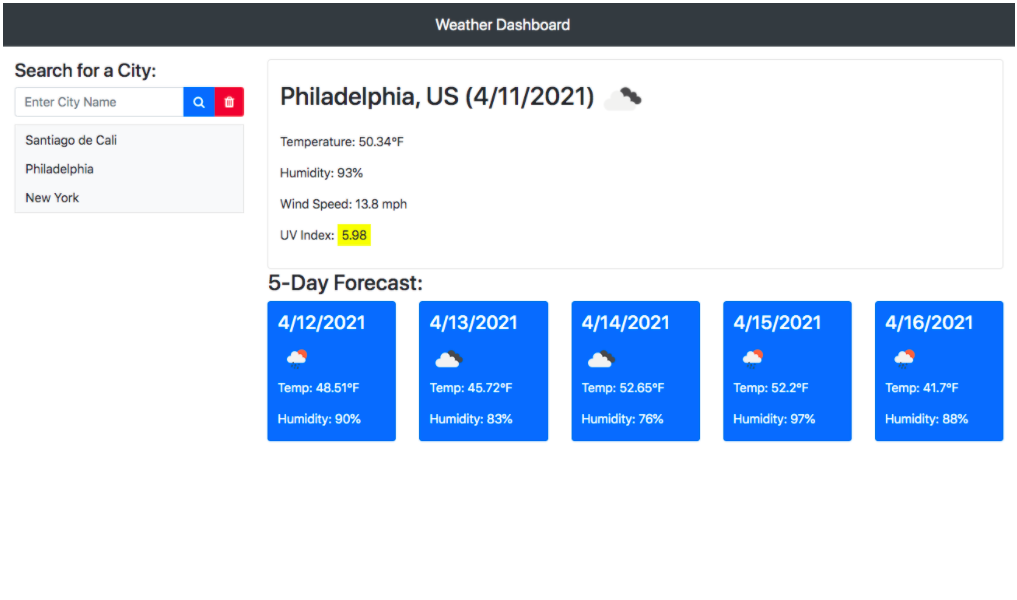 Weather Dashboard
Search for a City:
Enter City Name
Santiago de Cali
Philadelphia
New York
Philadelphia, US (4/11/2021)
Temperature: 50.34°F
Humidity: 93%
Wind Speed: 13.8 mph
UV Index: 5.98
5-Day Forecast:
4/12/2021
Temp: 48.51°F
Humidity: 90%
4/13/2021
Temp: 45.72°F
Humidity: 83%
4/14/2021
Temp: 52.65°F
Humidity: 76%
4/15/2021
Temp: 52.2°F
Humidity: 97%
4/16/2021
Temp: 41.7°F
Humidity: 88%